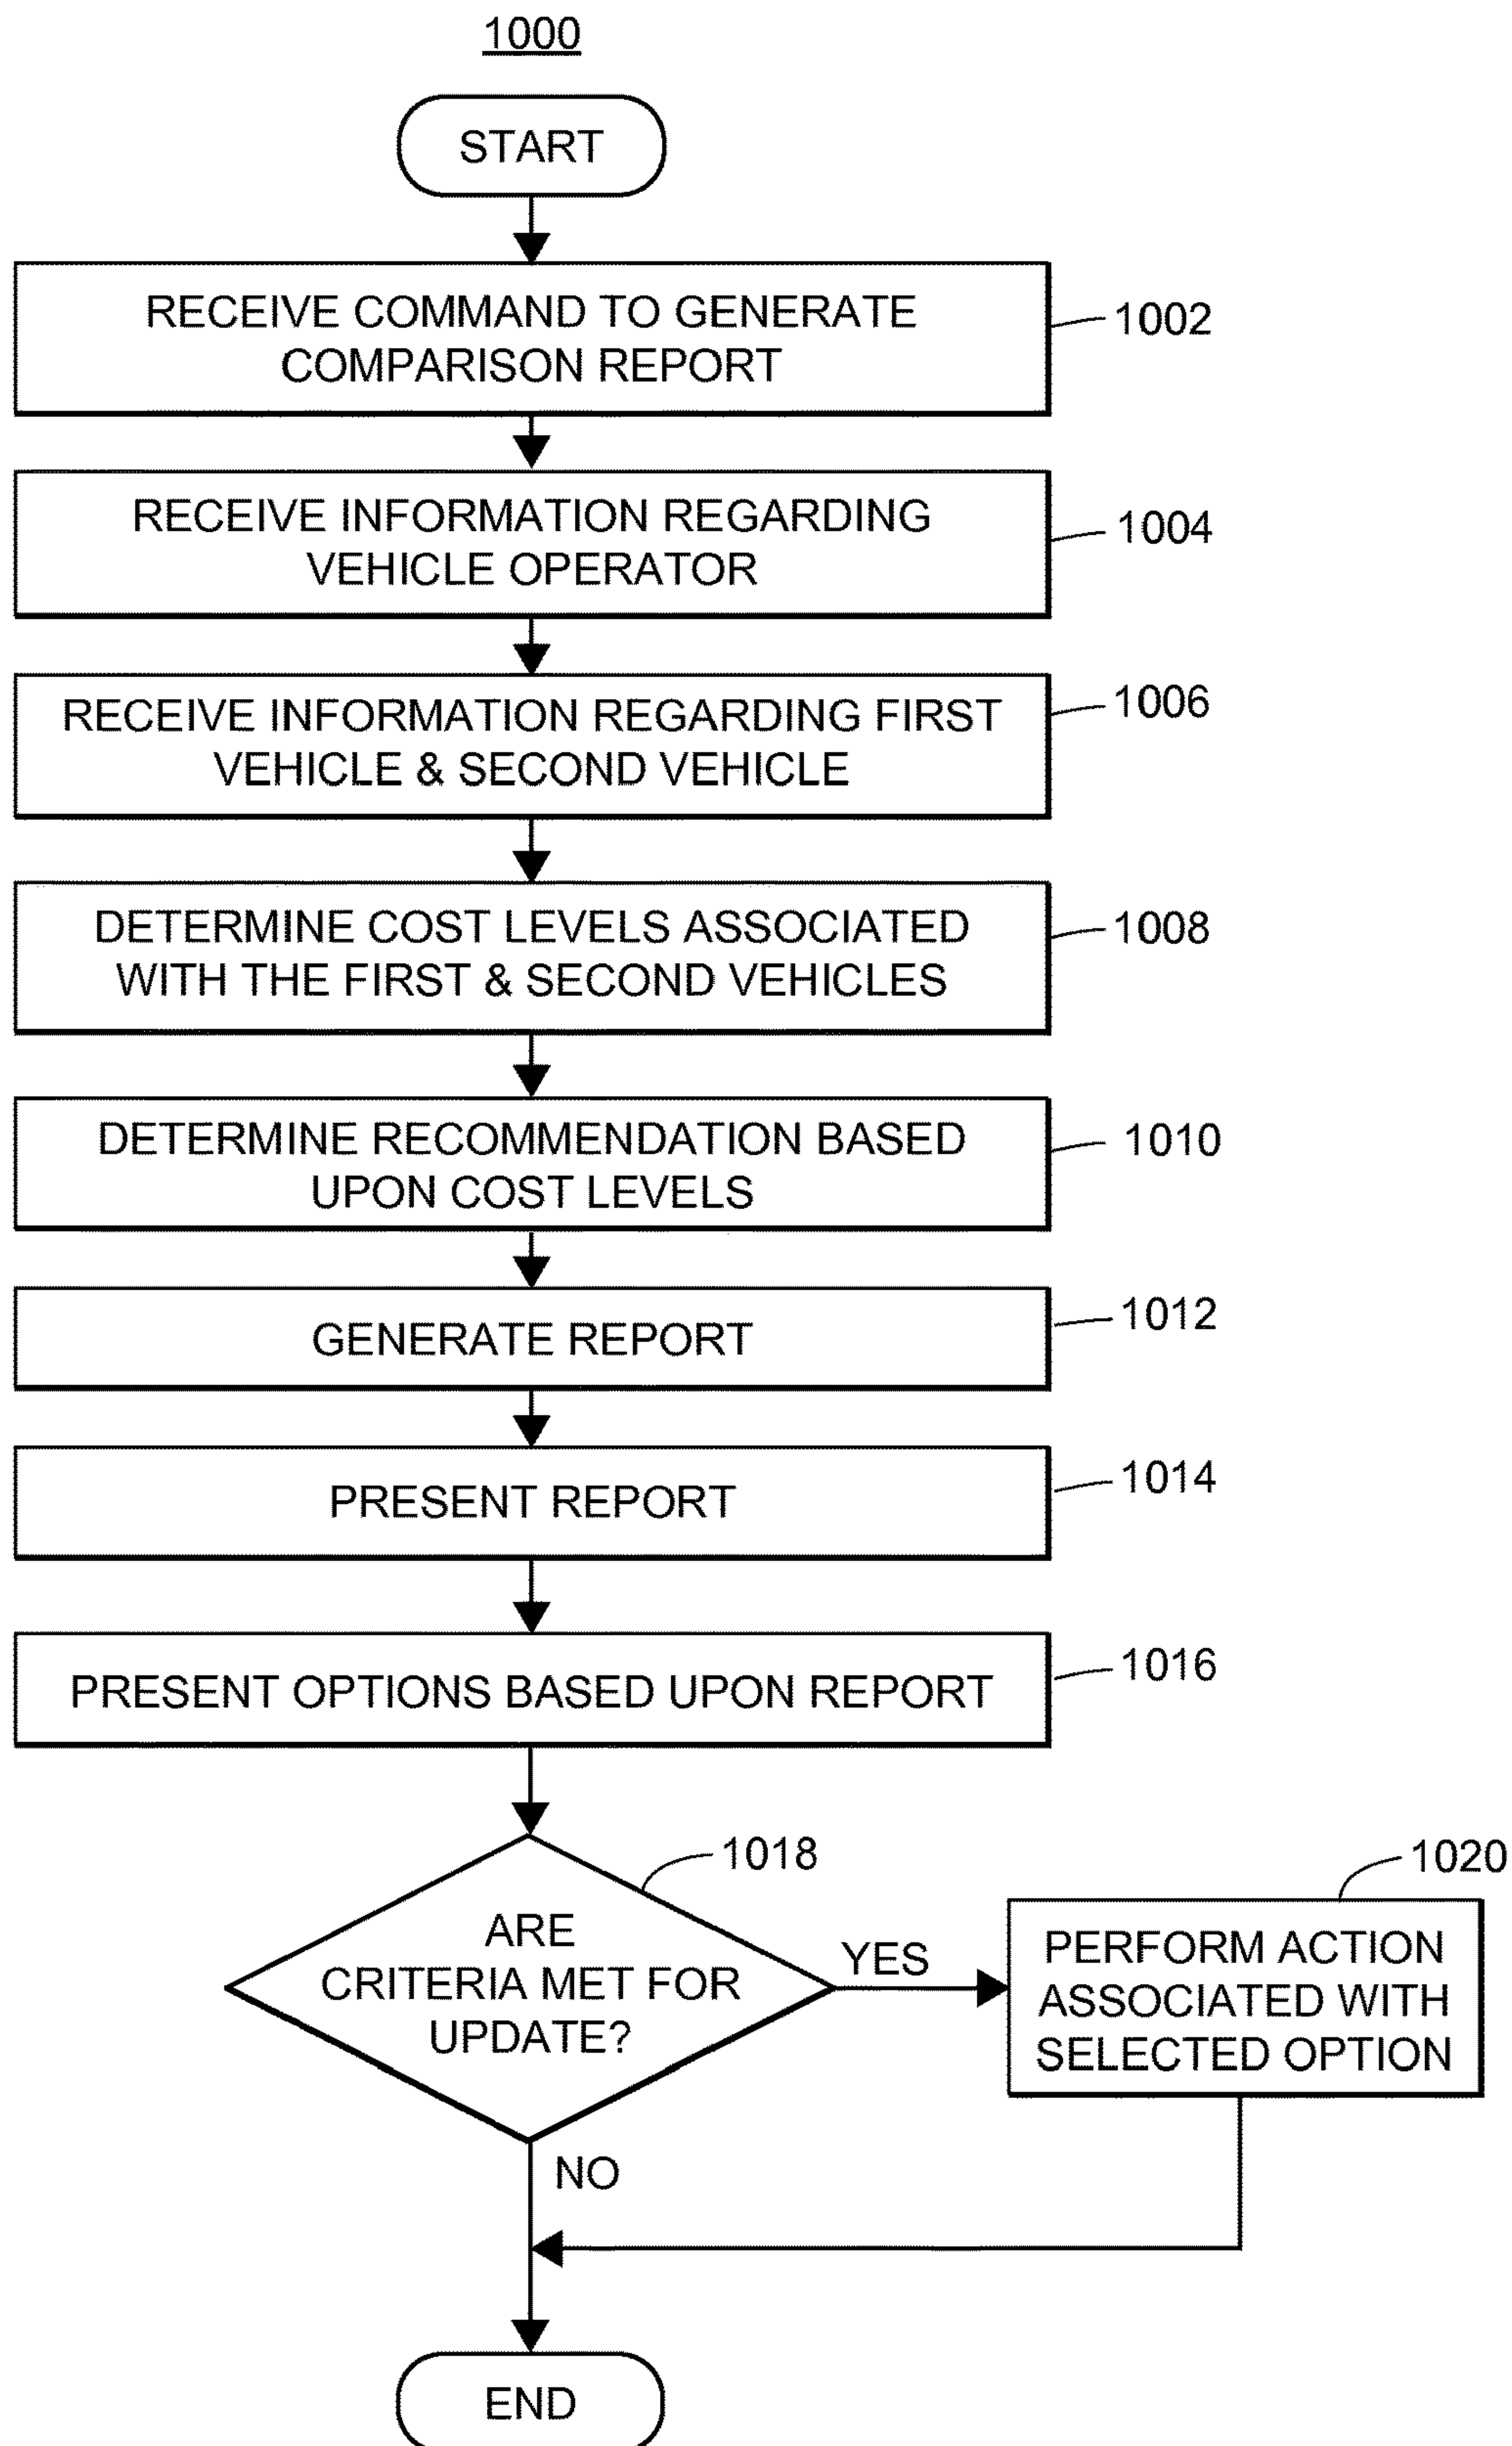 1000
START
RECEIVE COMMAND TO GENERATE
COMPARISON REPORT
1002
RECEIVE INFORMATION REGARDING
VEHICLE OPERATOR
1004
RECEIVE INFORMATION REGARDING FIRST
VEHICLE & SECOND VEHICLE
1006
DETERMINE COST LEVELS ASSOCIATED
WITH THE FIRST & SECOND VEHICLES
1008
DETERMINE RECOMMENDATION BASED
UPON COST LEVELS
1010
GENERATE REPORT
1012
PRESENT REPORT
1014
PRESENT OPTIONS BASED UPON REPORT
1016
ARE
CRITERIA MET FOR
UPDATE?
1018
YES
PERFORM ACTION
ASSOCIATED WITH
SELECTED OPTION
1020
NO
END